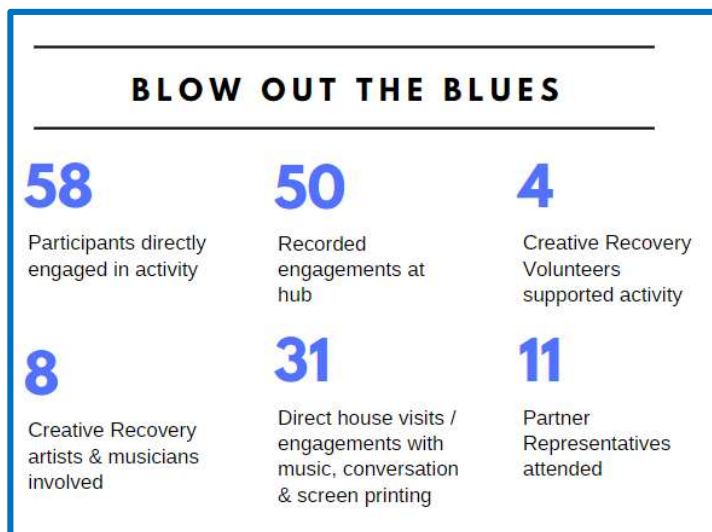 BLOW OUT THE BLUES
58
Participants directly
engaged in activity
50
Recorded
engagements at
hub
4
Creative Recovery
Volunteers
supported activity
8
Creative Recovery
artists & musicians
involved
31
Direct house visits /
engagements with
music, conversation
& screen printing
11
Partner
Representatives
attended